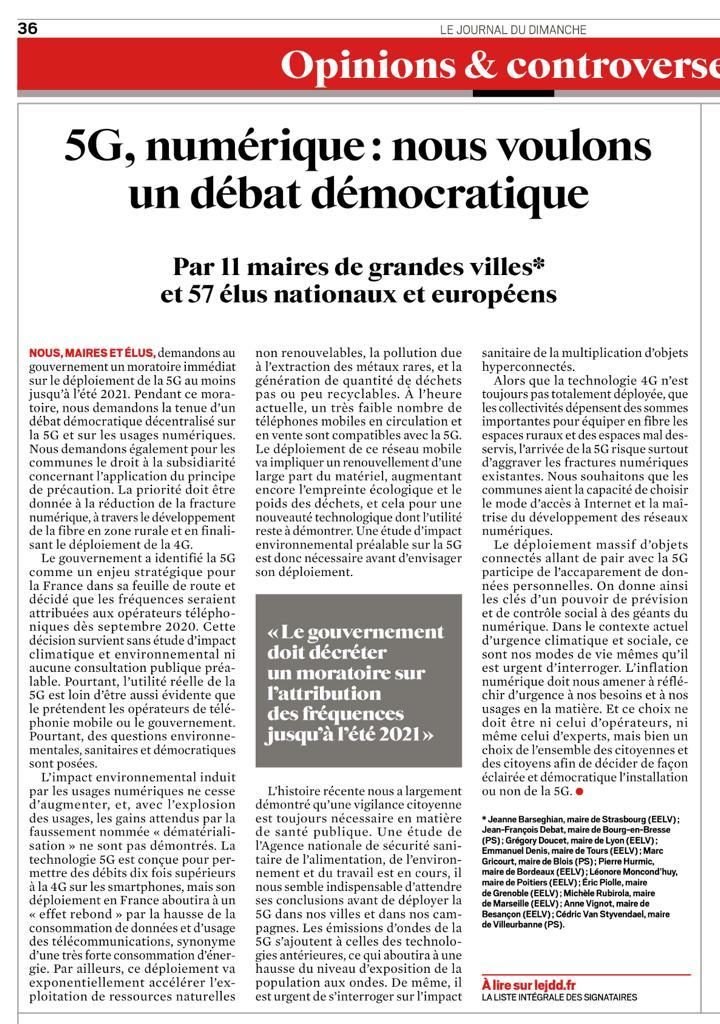 36
LE JOURNAL DU DIMANCHE
Opinions & controverse
5G, numérique : nous voulons
un débat démocratique
Par 11 maires de grandes villes*
et 57 élus nationaux et européens
NOUS, MAIRES ET ÉLUS, demandons au
gouvernement un moratoire immédiat
sur le déploiement de la 5G au moins
jusqu'à l'été 2021. Pendant ce mora-
toire, nous demandons la tenue d'un
débat démocratique décentralisé sur
la 5G et sur les usages numériques.
Nous demandons également pour les
communes le droit à la subsidiarité
concernant l'application du principe
de précaution. La priorité doit être
donnée à la réduction de la fracture
numérique, à travers le développement
de la fibre en zone rurale et en finali-
sant le déploiement de la 4G.
Le gouvernement a identifié la 5G
comme un enjeu stratégique pour
la France dans sa feuille de route et
décidé que les fréquences seraient
attribuées aux opérateurs télépho-
niques dès septembre 2020. Cette
décision survient sans étude d'impact
climatique et environnemental ni
aucune consultation publique préa-
lable. Pourtant, l'utilité réelle de la
5G est loin d'être aussi évidente que
le prétendent les opérateurs de télé-
phonie mobile ou le gouvernement.
Pourtant, des questions environne-
mentales, sanitaires et démocratiques
sont posées.
L'impact environnemental induit
par les usages numériques ne cesse
d'augmenter, et, avec l'explosion
des usages, les gains attendus par la
faussement nommée « dématériali-
sation » ne sont pas démontrés. La
technologie 5G est conçue pour per-
mettre des débits dix fois supérieurs
à la 4G sur les smartphones, mais son
déploiement en France aboutira à un
« effet rebond » par la hausse de la
consommation de données et d'usage
des télécommunications, synonyme
d'une très forte consommation d'éner-
gie. Par ailleurs, ce déploiement va
exponentiellement accélérer l'ex-
ploitation de ressources naturelles
non renouvelables, la pollution due
à l'extraction des métaux rares, et la
génération de quantité de déchets
pas ou peu recyclables. À l'heure
actuelle, un très faible nombre de
téléphones mobiles en circulation et
en vente sont compatibles avec la 5G.
Le déploiement de ce réseau mobile
va impliquer un renouvellement d'une
large part du matériel, augmentant
encore l'empreinte écologique et le
poids des déchets, et cela pour une
nouveauté technologique dont l'utilité
reste à démontrer. Une étude d'impact
environnemental préalable sur la 5G
est donc nécessaire avant d'envisager
son déploiement.
« Le gouvernement
doit décréter
un moratoire sur
l'attribution
des fréquences
jusqu'à l'été 2021 »
L'histoire récente nous a largement
démontré qu'une vigilance citoyenne
est toujours nécessaire en matière
de santé publique. Une étude de
l'Agence nationale de sécurité sani-
taire de l'alimentation, de l'environ-
nement et du travail est en cours, il
nous semble indispensable d'attendre
ses conclusions avant de déployer la
5G dans nos villes et dans nos cam-
pagnes. Les émissions d'ondes de la
5G s'ajoutent à celles des technolo-
gies antérieures, ce qui aboutira à une
hausse du niveau d'exposition de la
population aux ondes. De même, il
est urgent de s'interroger sur l'impact
sanitaire de la multiplication d'objets
hyperconnectés.
Alors que la technologie 4G n'est
toujours pas totalement déployée, que
les collectivités dépensent des sommes
importantes pour équiper en fibre les
espaces ruraux et des espaces mal des-
servis, l'arrivée de la 5G risque surtout
d'aggraver les fractures numériques
existantes. Nous souhaitons que les
communes aient la capacité de choisir
le mode d'accès à Internet et la maî-
trise du développement des réseaux
numériques.
Le déploiement massif d'objets
connectés allant de pair avec la 5G
participe de l'accaparement de don-
nées personnelles. On donne ainsi
les clés d'un pouvoir de prévision
et de contrôle social à des géants du
numérique. Dans le contexte actuel
d'urgence climatique et sociale, ce
sont nos modes de vie mêmes qu'il
est urgent d'interroger. L'inflation
numérique doit nous amener à réflé-
chir d'urgence à nos besoins et à nos
usages en la matière. Et ce choix ne
doit être ni celui d'opérateurs, ni
même celui d'experts, mais bien un
choix de l'ensemble des citoyennes et
des citoyens afin de décider de façon
éclairée et démocratique l'installation
ou non de la 5G. ●
* Jeanne Barseghian, maire de Strasbourg (EELV) ;
Jean-François Debat, maire de Bourg-en-Bresse
(PS) ; Grégory Doucet, maire de Lyon (EELV) ;
Emmanuel Denis, maire de Tours (EELV) ; Marc
Gricourt, maire de Blois (PS) ; Pierre Hurmic,
maire de Bordeaux (EELV) ; Léonore Moncond'huy,
maire de Poitiers (EELV) ; Éric Piolle, maire
de Grenoble (EELV) ; Michèle Rubirola, maire
de Marseille (EELV) ; Anne Vignot, maire de
Besançon (EELV) ; Cédric Van Styvendael, maire
de Villeurbanne (PS).
À lire sur lejdd.fr
LA LISTE INTÉGRALE DES SIGNATAIRES